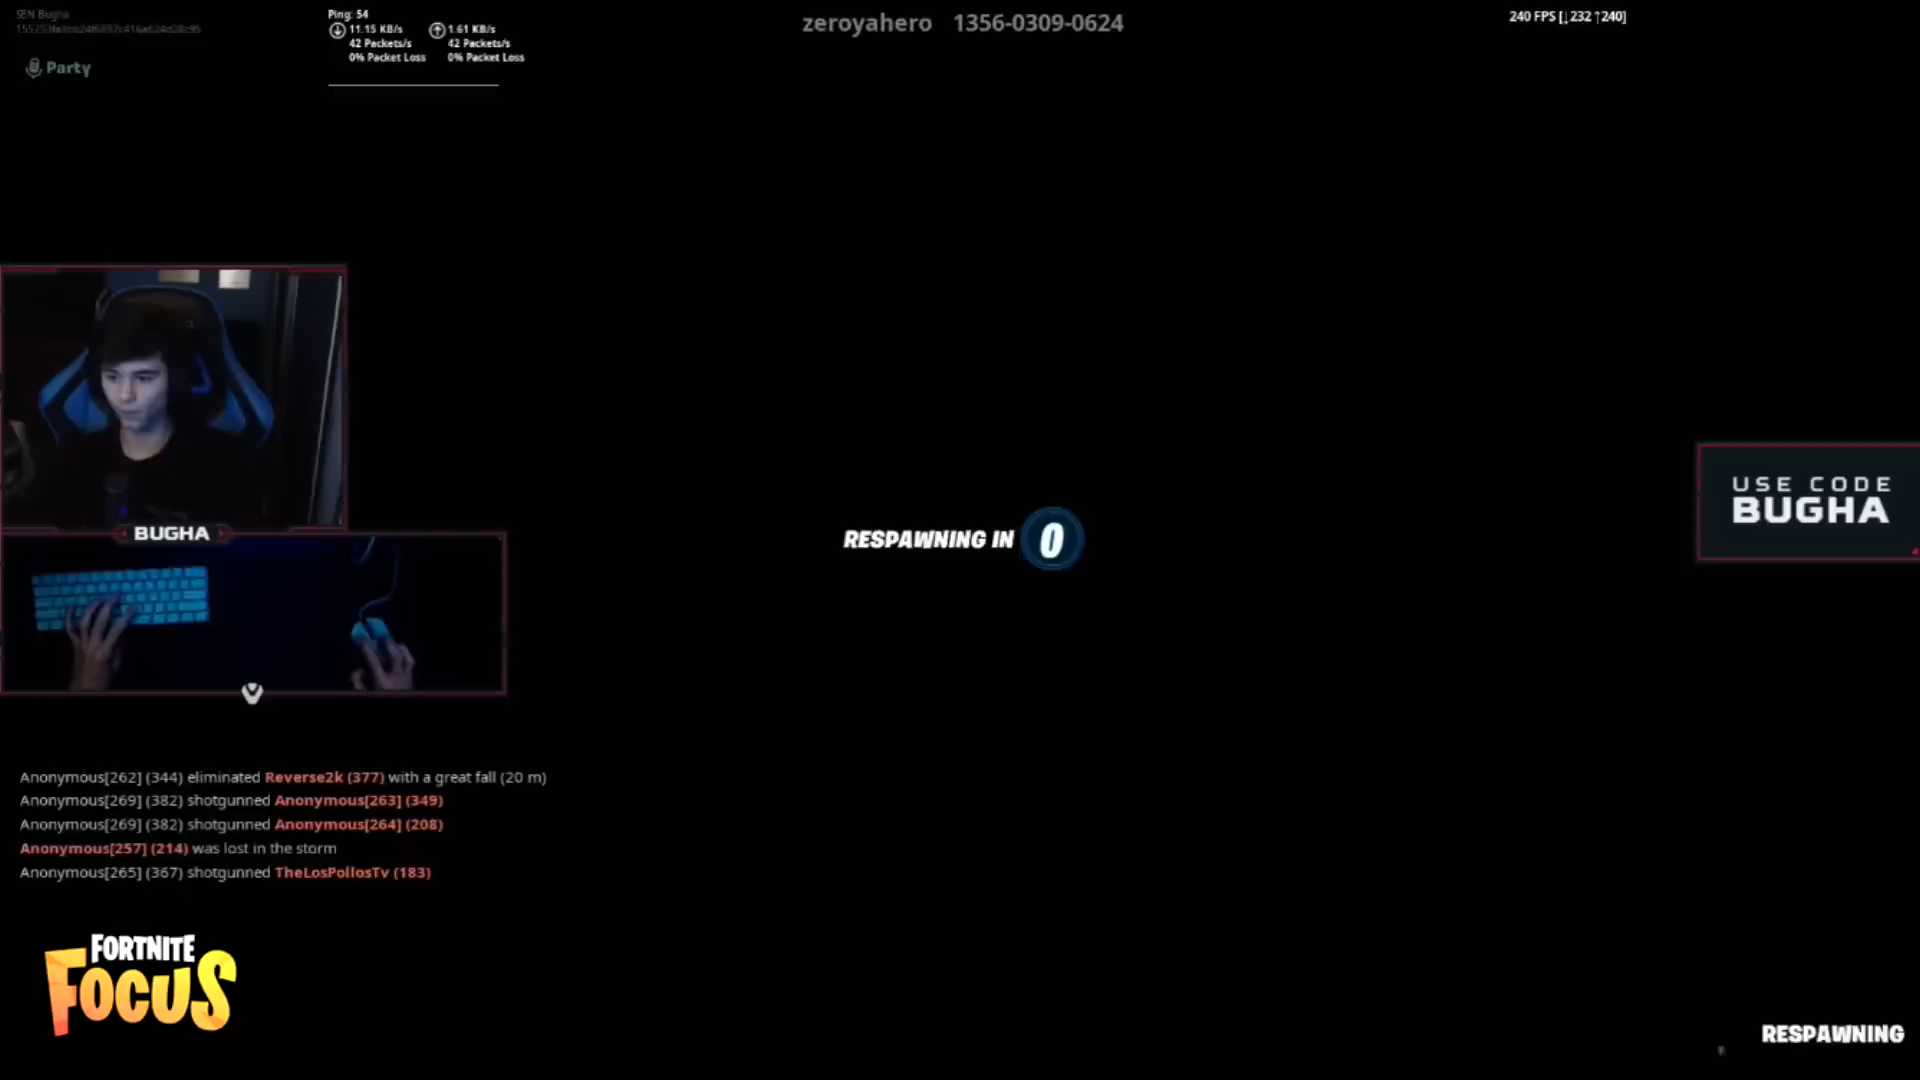 SEN Bugha
Ping: 54
11.15 KB/s 1.61 KB/s
42 Packets/s 42 Packets/s
0% Packet Loss 0% Packet Loss
zeroyahero 1356-0309-0624
240 FPS [↓232 ↑240]
Party
BUGHA
USE CODE
BUGHA
RESPAWNING IN 0
Anonymous[262] (344) eliminated Reverse2k (377) with a great fall (20 m)
Anonymous[269] (382) shotgunned Anonymous[263] (349)
Anonymous[269] (382) shotgunned Anonymous[264] (208)
Anonymous[257] (214) was lost in the storm
Anonymous[265] (367) shotgunned TheLosPollosTv (183)
FORTNITE
FOCUS
RESPAWNING